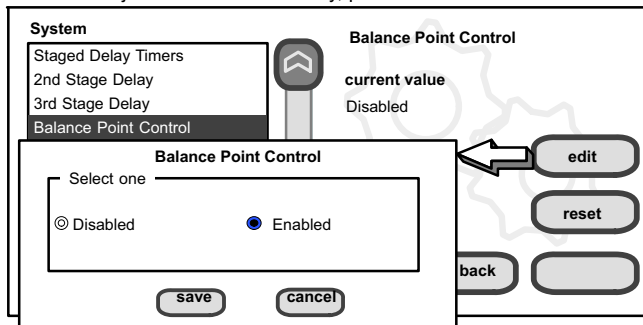 System
Balance Point Control
Staged Delay Timers
2nd Stage Delay
3rd Stage Delay
Balance Point Control
current value
Disabled
edit
reset
back
Balance Point Control
Select one
Disabled
Enabled
save
cancel